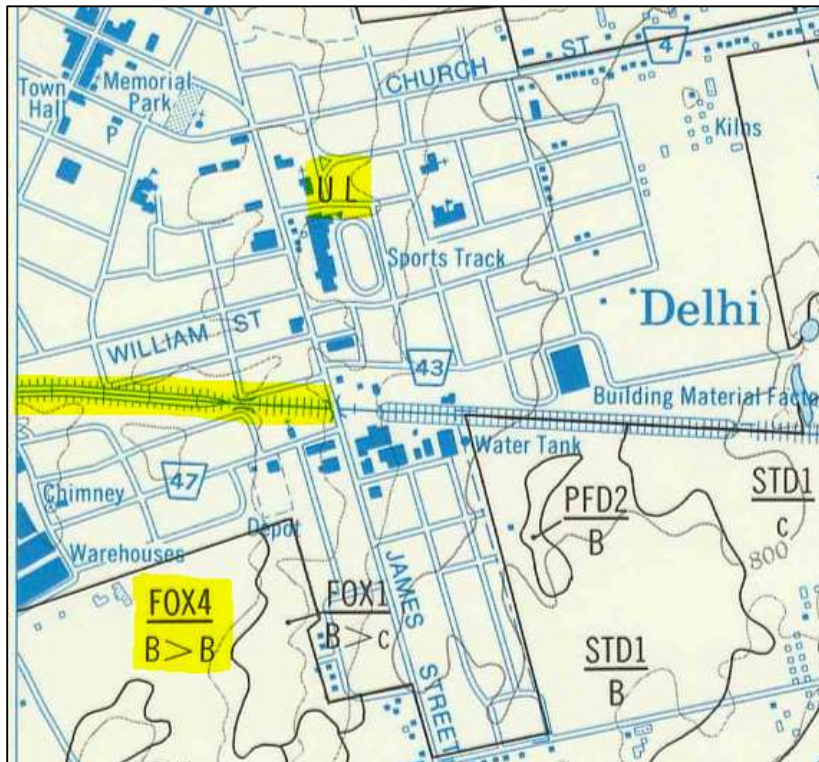 CHURCH ST
4
Town
Hall
Memorial
Park
P
Kilns
U L
Sports Track
Delhi
WILLIAM ST
43
Building Material Facto
Water Tank
47
Chimney
Depot
Warehouses
PFD2
B
STD1
c
800
FOX4
B > B
FOX1
B > c
JAMES STREET
STD1
B